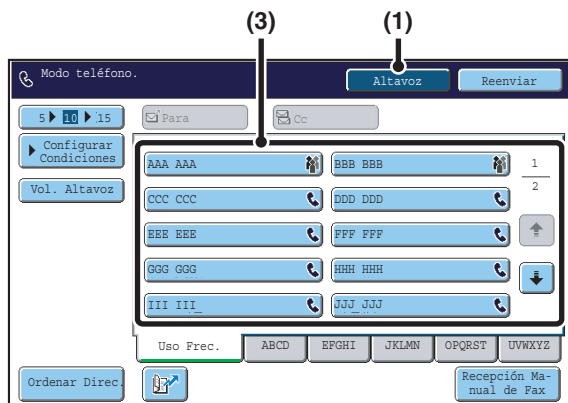 (3) (1)
Modo teléfono.
Altavoz
Reenviar
5 10 15
Para
Cc
Configurar
Condiciones
Vol. Altavoz
AAA AAA
BBB BBB
1
2
CCC CCC
DDD DDD
EEE EEE
FFF FFF
GGG GGG
HHH HHH
III III
JJJ JJJ
Uso Frec.
ABCD
EFGHI
JKLMN
OPQRST
UVWXYZ
Ordenar Direc.
Recepción Ma-
nual de Fax